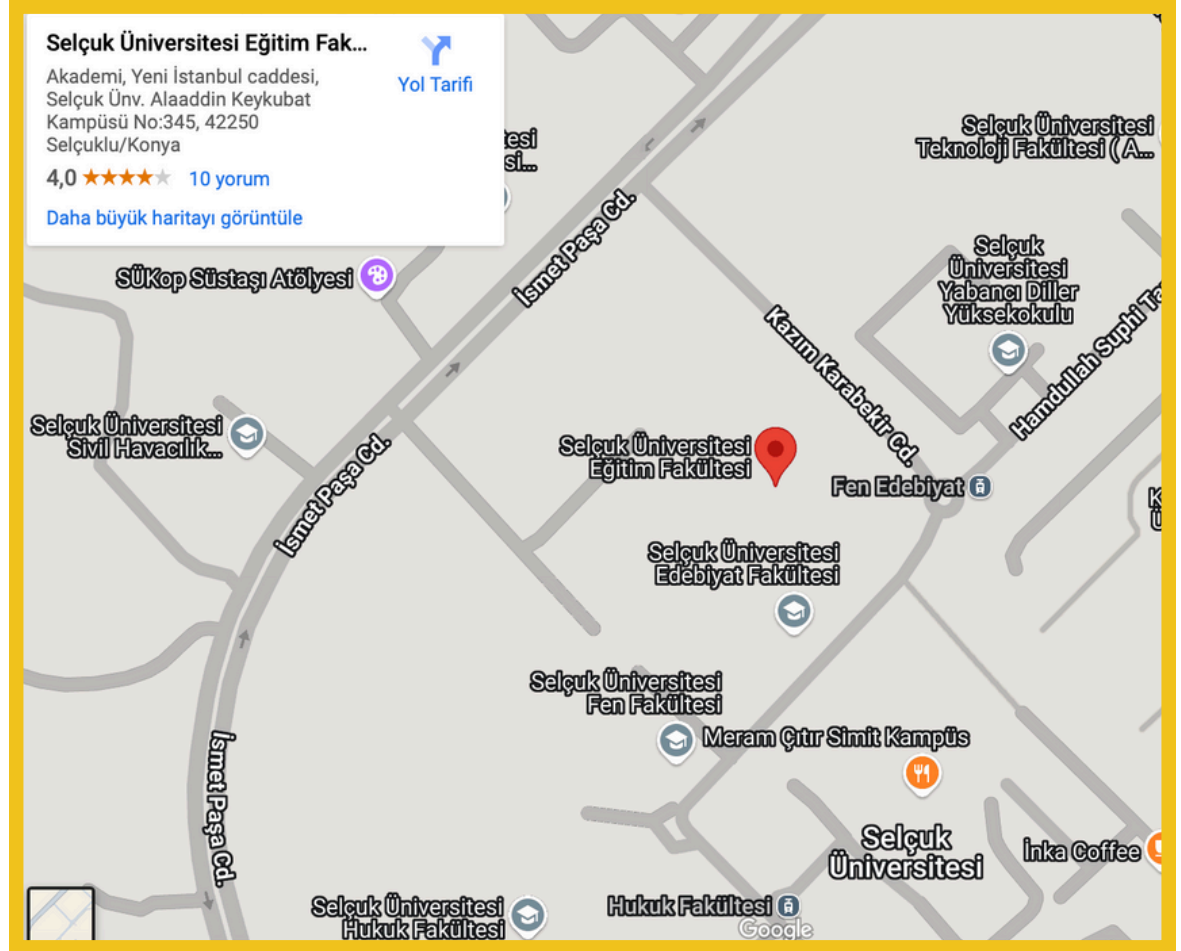 Selçuk Üniversitesi Eğitim Fak...
Akademi, Yeni İstanbul caddesi,
Selçuk Ünv. Alaaddin Keykubat
Kampüsü No:345, 42250
Selçuklu/Konya
4,0
10 yorum
Daha büyük haritayı görüntüle
Yol Tarifi
esi
si...
Selçuk Üniversitesi
Teknoloji Fakültesi ( A...
İsmet Paşa Cd.
SÜKop Süstaşı Atölyesi
Selçuk
Üniversitesi
Yabancı Diller
Yüksekokulu
Kazım Karabekir Cd.
Hamdullah Suphi Ta
Selçuk Üniversitesi
Sivil Havacılık...
İsmet Paşa Cd.
Selçuk Üniversitesi
Eğitim Fakültesi
Fen Edebiyat
K
Ü
Selçuk Üniversitesi
Edebiyat Fakültesi
Selçuk Üniversitesi
Fen Fakültesi
Meram Çıtır Simit Kampüs
İsmet Paşa Cd.
Selçuk
Üniversitesi
İnka Coffee
Selçuk Üniversitesi
Hukuk Fakültesi
Hukuk Fakültesi
Google